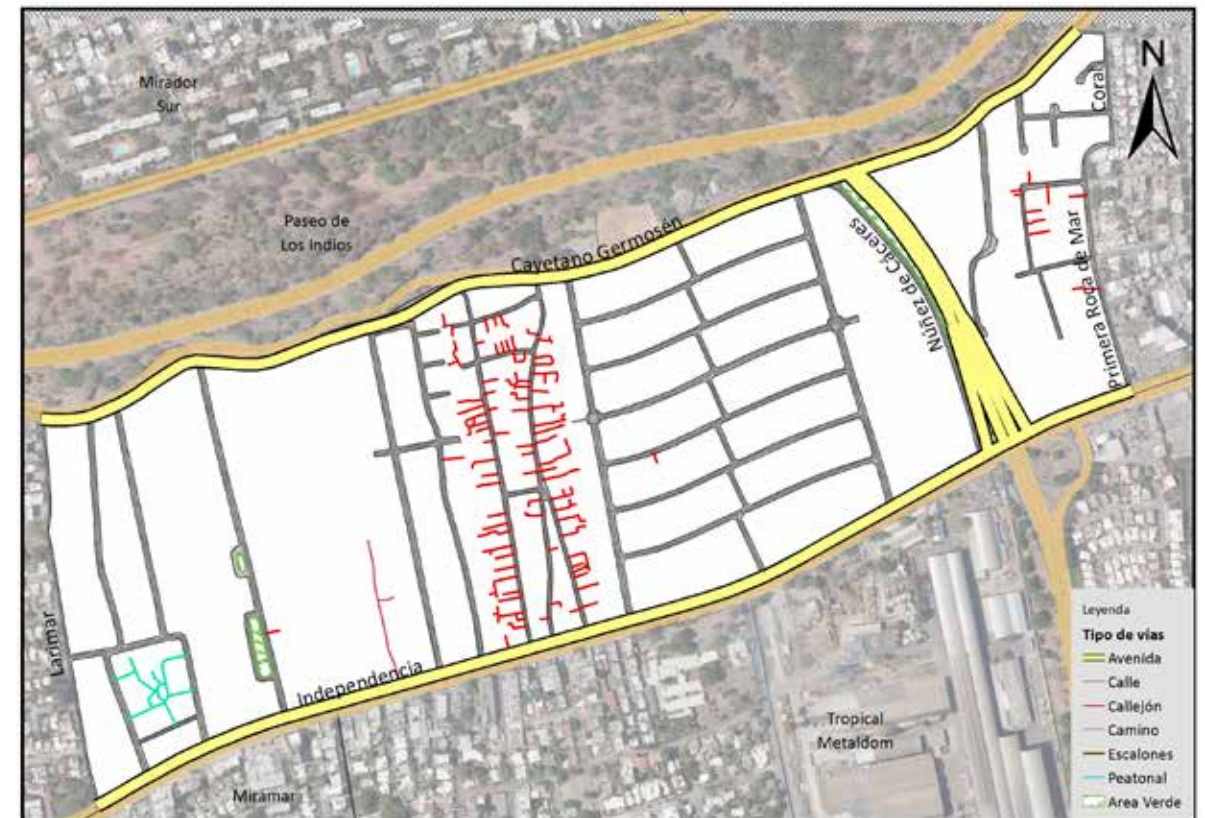 Mirador
Sur
N
Coral
Paseo de
Los Indios
Cayetano Germosén
Núñez de Cáceres
Primera Roca de Mar
Larimar
Independencia
Miramar
Tropical
Metaldom
Leyenda
Tipo de vías
Avenida
Calle
Callejón
Camino
Escalones
Peatonal
Area Verde